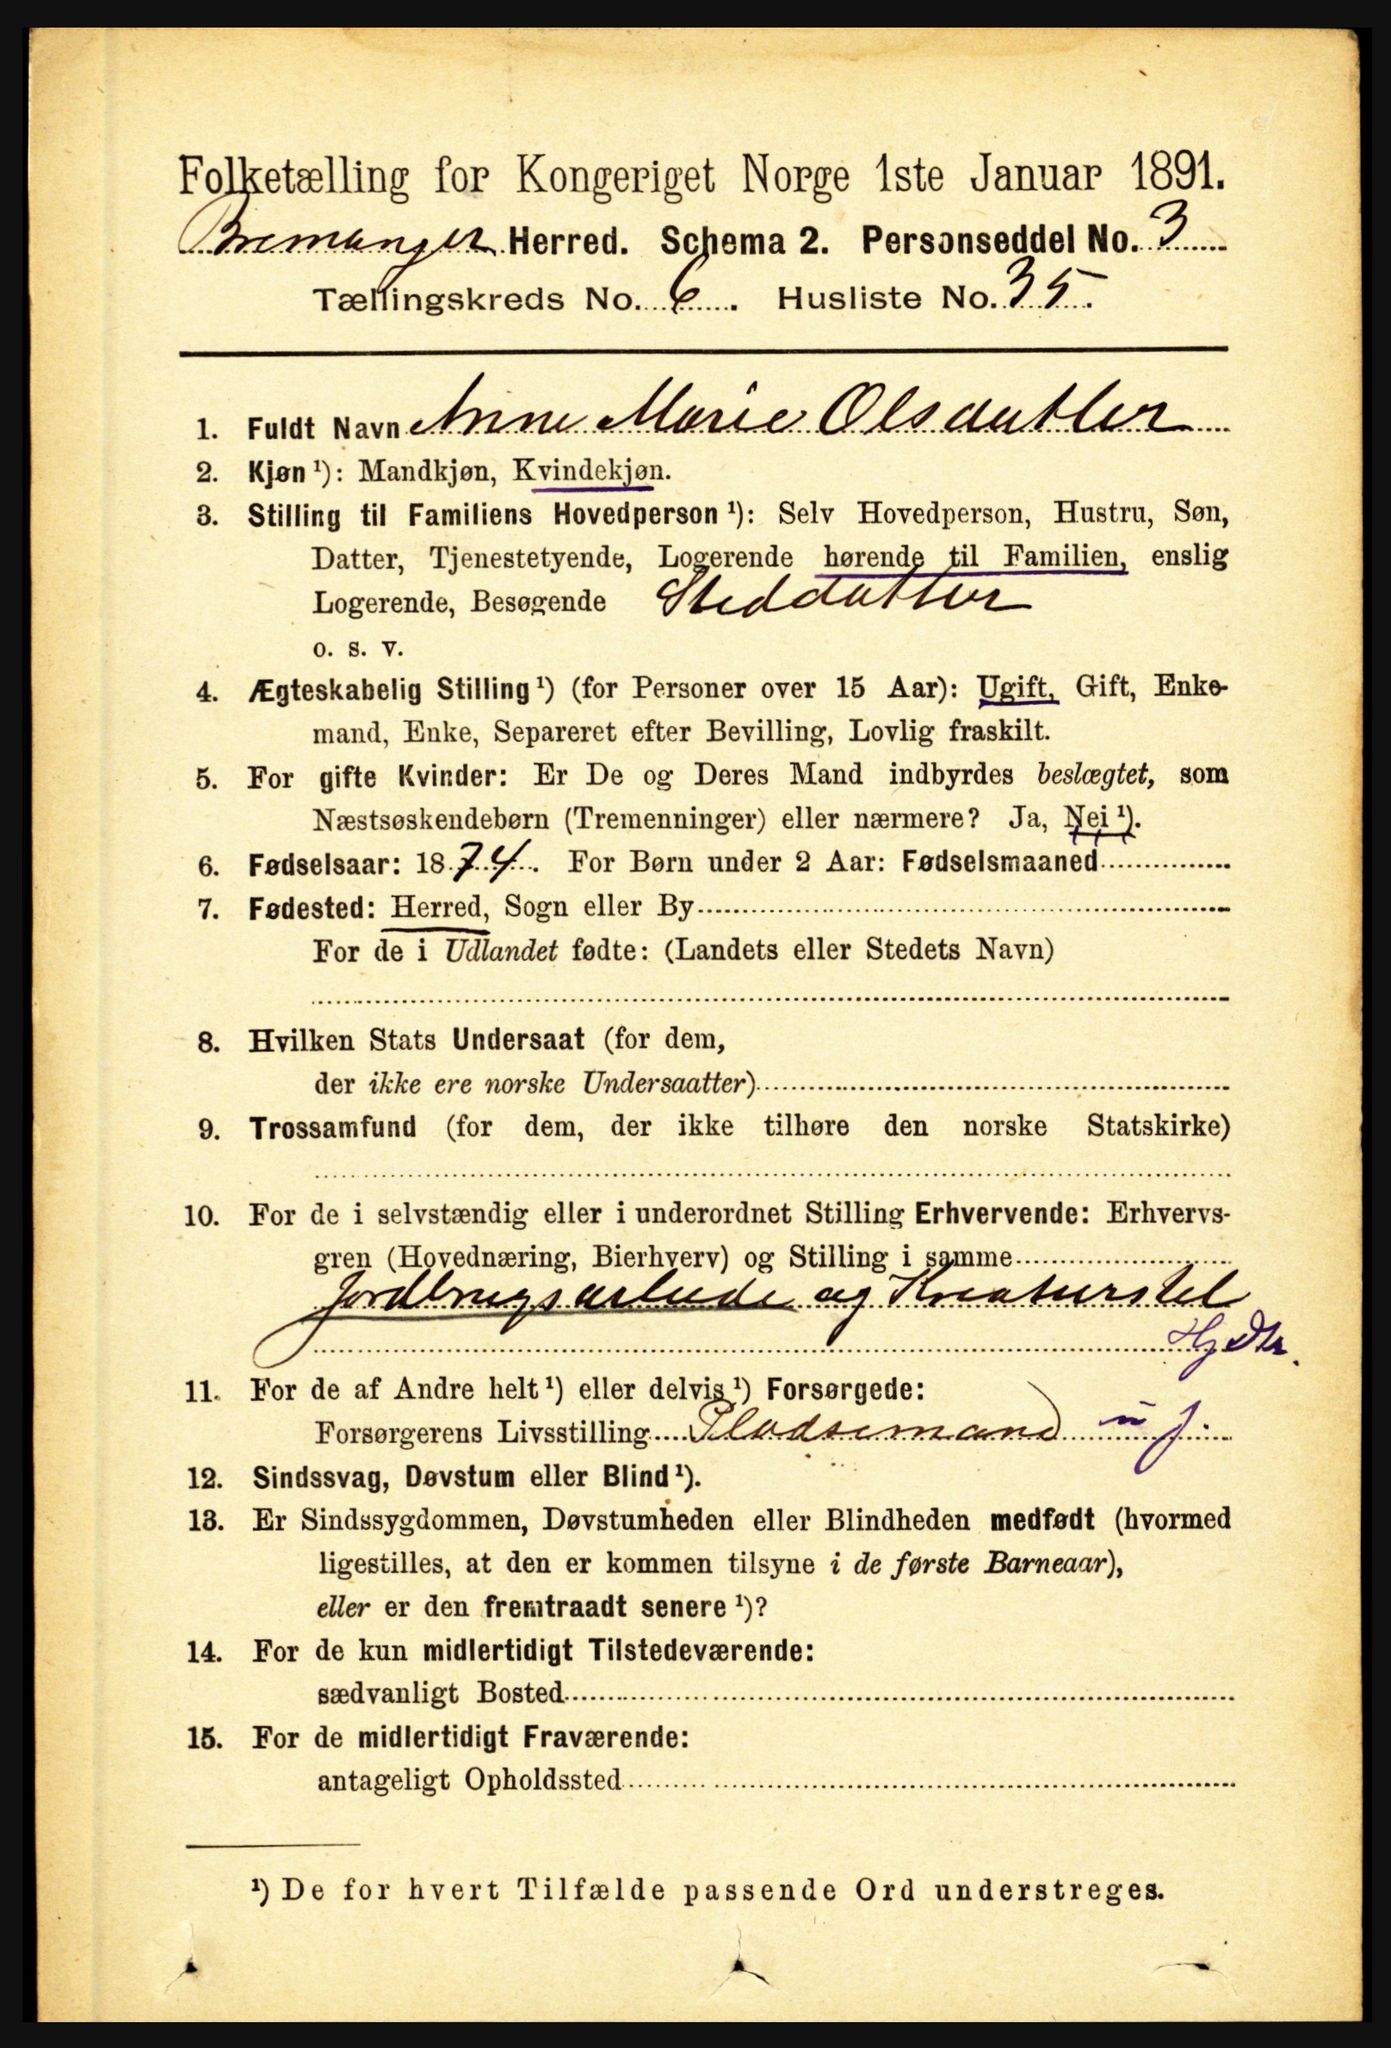 Folketælling for Kongeriget Norge 1ste Januar 1891.
Bremanger Herred. Schema 2. Personseddel No. 3
Tællingskreds No. 6. Husliste No. 35.
1. Fuldt Navn Anne Marie Olsdatter
2. Kjøn ¹): Mandkjøn, Kvindekjøn.
3. Stilling til Familiens Hovedperson ¹): Selv Hovedperson, Hustru, Søn,
Datter, Tjenestetyende, Logerende hørende til Familien, enslig
Logerende, Besøgende Steddatter
o. s. v.
4. Ægteskabelig Stilling ¹) (for Personer over 15 Aar): Ugift, Gift, Enke-
mand, Enke, Separeret efter Bevilling, Lovlig fraskilt.
5. For gifte Kvinder: Er De og Deres Mand indbyrdes beslægtet, som
Næstsøskendebørn (Tremenninger) eller nærmere? Ja, Nei ¹).
6. Fødselsaar: 1874. For Børn under 2 Aar: Fødselsmaaned
7. Fødested: Herred, Sogn eller By
For de i Udlandet fødte: (Landets eller Stedets Navn)
8. Hvilken Stats Undersaat (for dem,
der ikke ere norske Undersaatter)
9. Trossamfund (for dem, der ikke tilhøre den norske Statskirke)
10. For de i selvstændig eller i underordnet Stilling Erhvervende: Erhvervs-
gren (Hovednæring, Bierhverv) og Stilling i samme
Jordbrugsarbeide og Kreaturstel
Hj Dtr.
11. For de af Andre helt ¹) eller delvis ¹) Forsørgede:
Forsørgerens Livsstilling Pladsemand u j.
12. Sindssvag, Døvstum eller Blind ¹).
13. Er Sindssygdommen, Døvstumheden eller Blindheden medfødt (hvormed
ligestilles, at den er kommen tilsyne i de første Barneaar),
eller er den fremtraadt senere ¹)?
14. For de kun midlertidigt Tilstedeværende:
sædvanligt Bosted
15. For de midlertidigt Fraværende:
antageligt Opholdssted
¹) De for hvert Tilfælde passende Ord understreges.